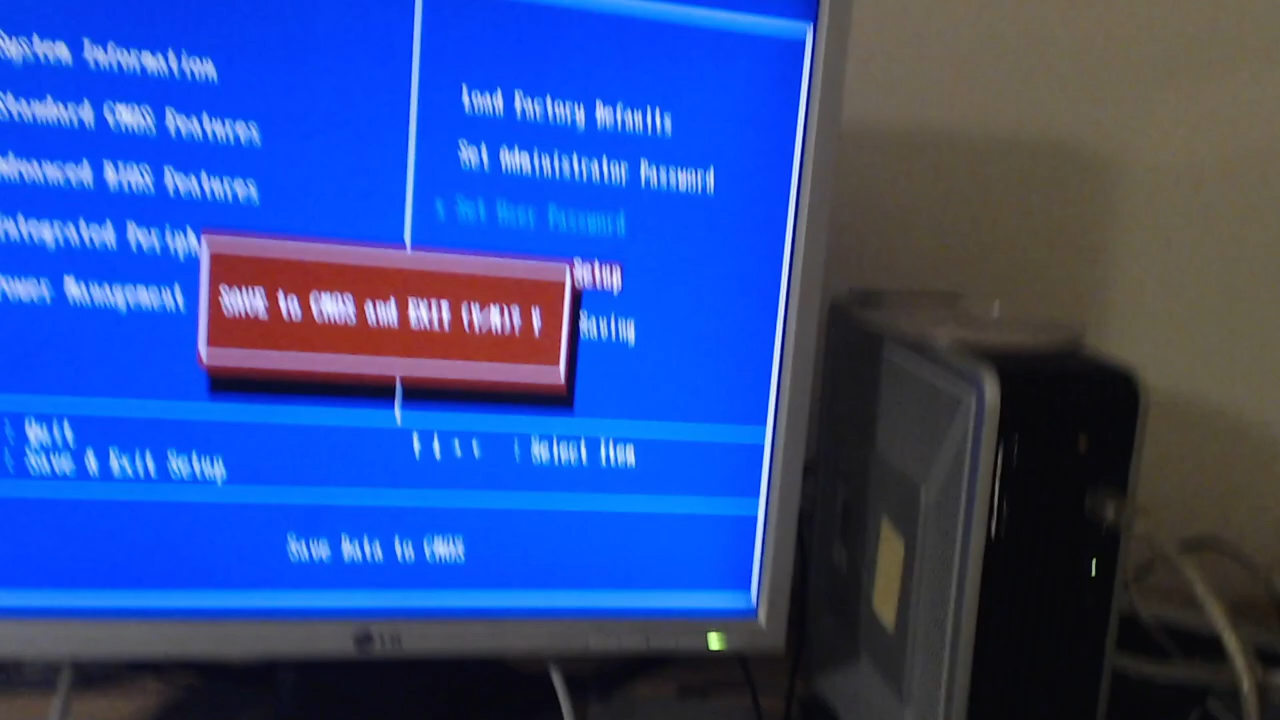 System Information
Standard CMOS Features
Advanced BIOS Features
Integrated Periph
Power Management
Load Factory Defaults
Set Administrator Password
x Set User Password
Setup
Saving
SAVE to CMOS and EXIT (Y/N)? Y
: Quit
: Save & Exit Setup
: Select Item
Save Data to CMOS
LG